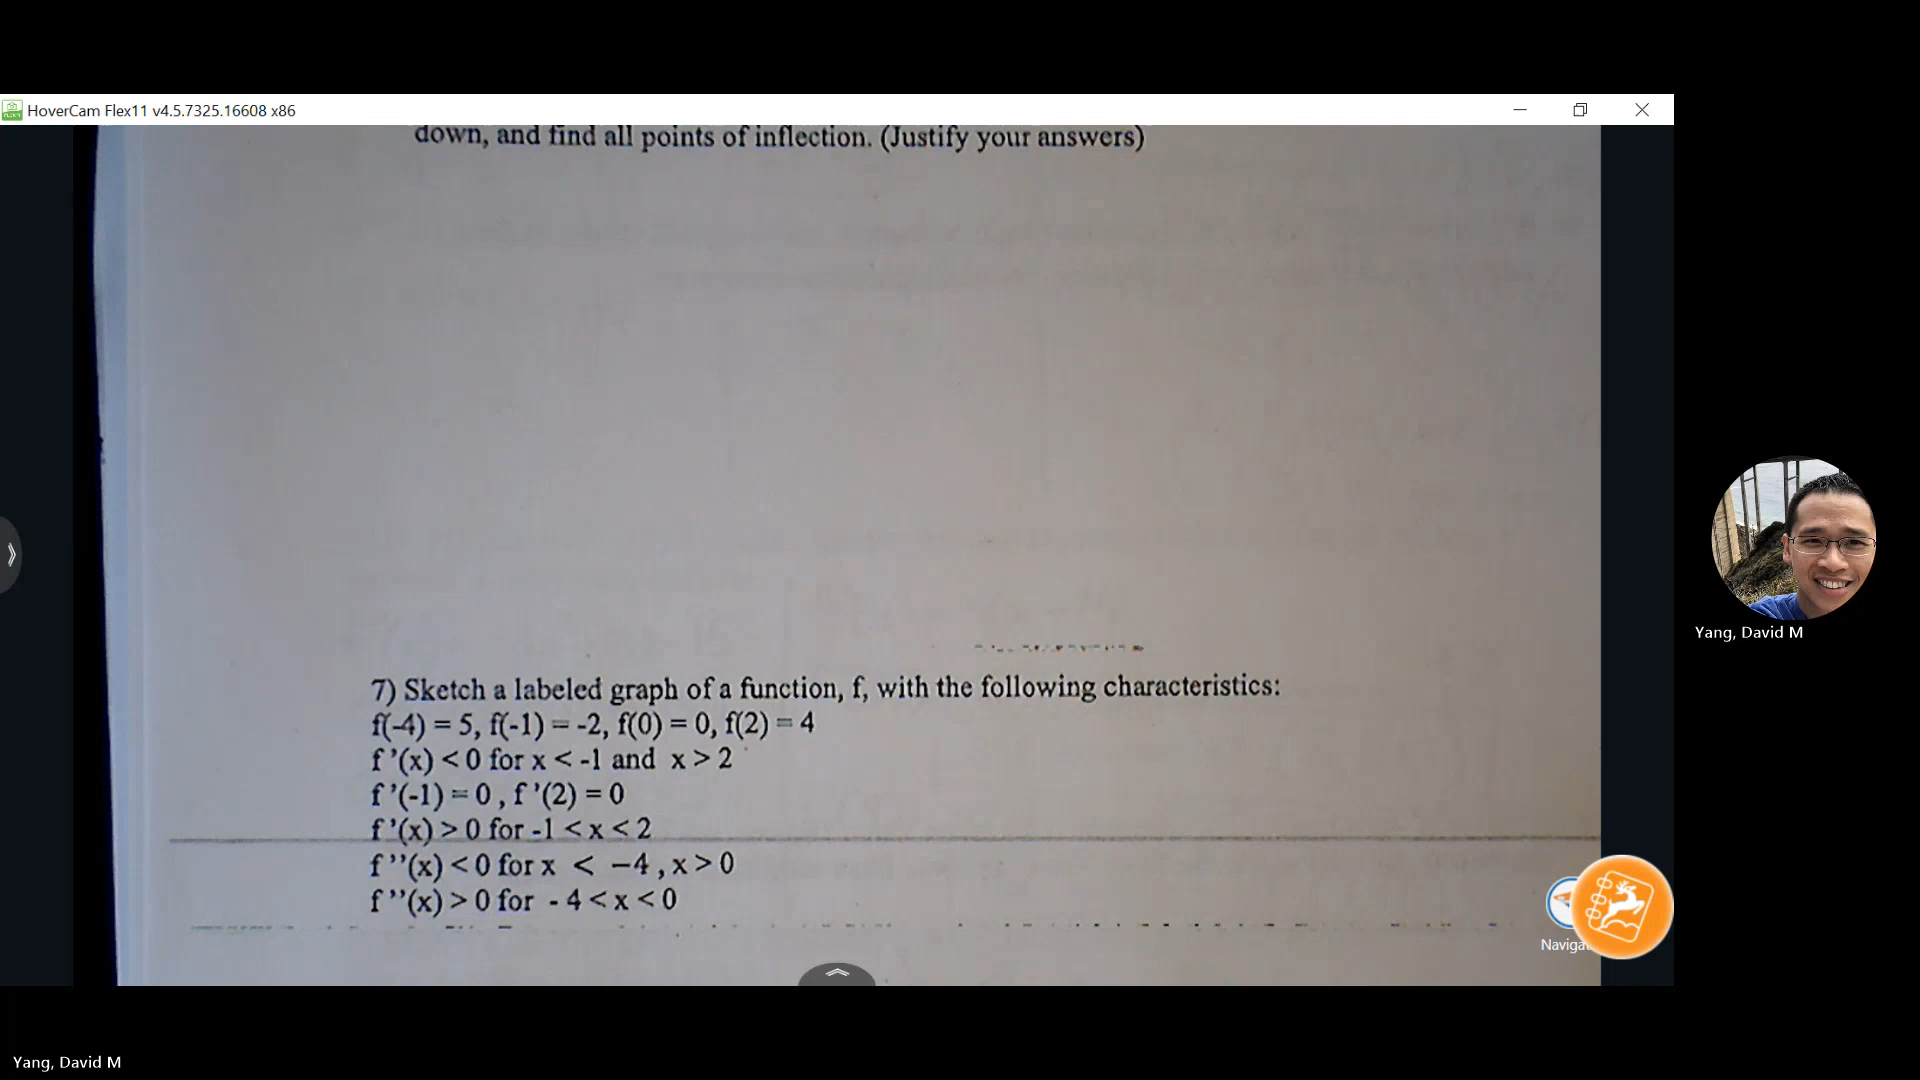 HoverCam Flex11 v4.5.7325.16608 x86
down, and find all points of inflection. (Justify your answers)
7) Sketch a labeled graph of a function, f, with the following characteristics:
f(-4) = 5, f(-1) = -2, f(0) = 0, f(2) = 4
f ’(x) < 0 for x < -1 and x > 2
f ’(-1) = 0 , f ’(2) = 0
f ’(x) > 0 for -1 < x < 2
f ’’(x) < 0 for x < −4 , x > 0
f ’’(x) > 0 for - 4 < x < 0
Yang, David M
Yang, David M